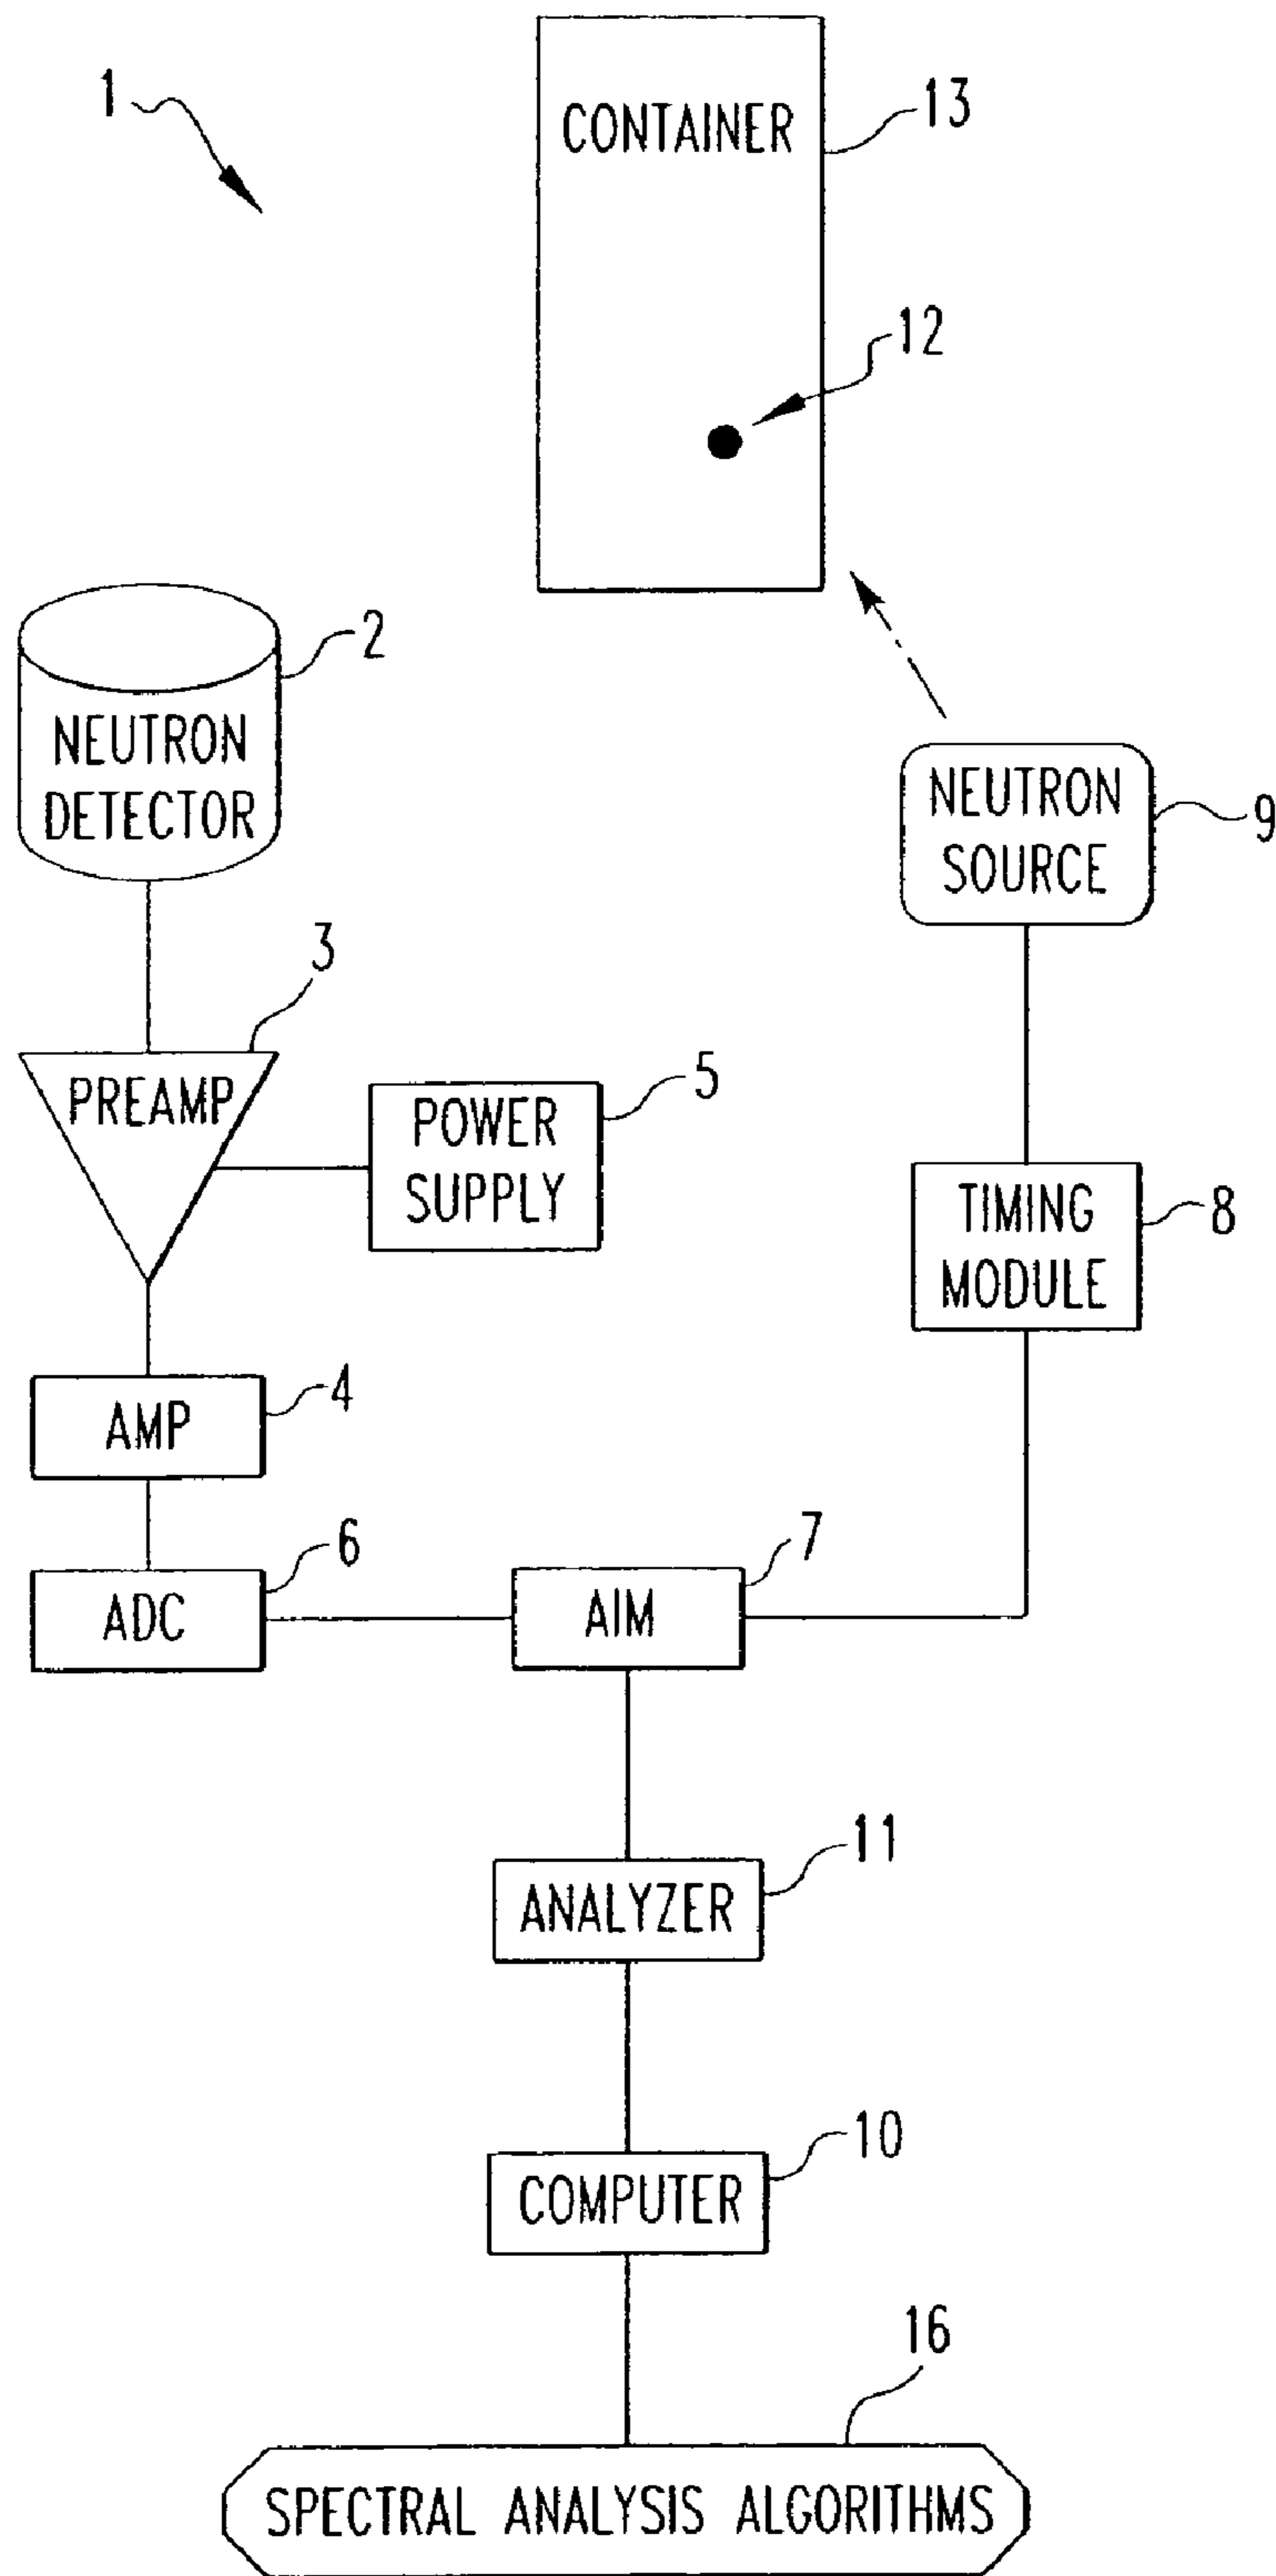 1
CONTAINER
13
12
2
NEUTRON
DETECTOR
NEUTRON
SOURCE
9
3
PREAMP
POWER
SUPPLY
5
TIMING
MODULE
8
AMP
4
ADC
6
AIM
7
ANALYZER
11
COMPUTER
10
16
SPECTRAL ANALYSIS ALGORITHMS